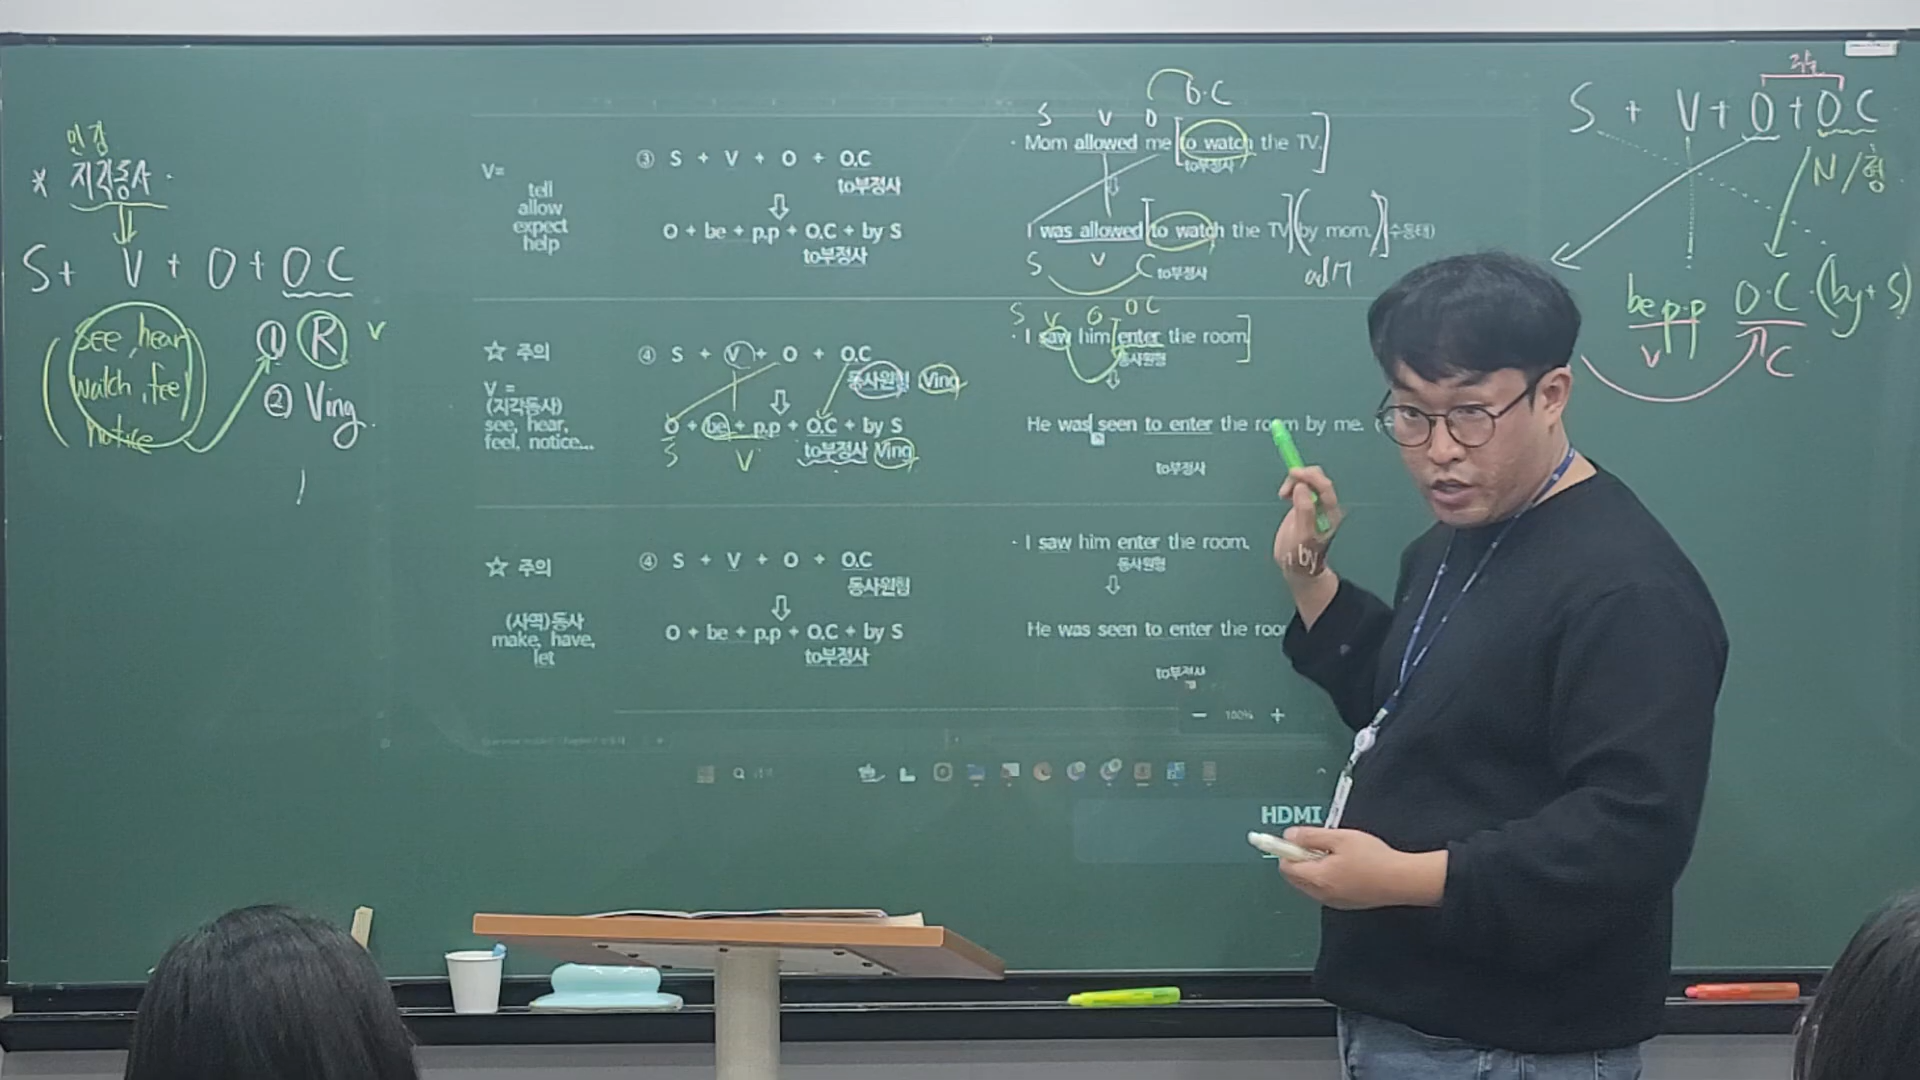 인강
* 지각동사
S + V + O + O C
see, hear
watch, feel
notice
① R V
② Ving
V=
tell
allow
expect
help
③ S + V + O + O.C
to부정사
O + be + p.p + O.C + by S
to부정사
S V O O.C
· Mom allowed me [to watch the TV.]
to부정사
I was allowed [to watch the TV] (by mom.) (수동태)
S V C to부정사
☆ 주의
V =
(지각동사)
see, hear,
feel, notice...
④ S + V + O + O.C
동사원형 Ving
O + be + p.p + O.C + by S
S V to부정사 Ving
S V O OC
· I saw him [enter the room]
동사원형
He was seen to enter the room by me.
to부정사
☆ 주의
(사역)동사
make, have,
let
④ S + V + O + O.C
동사원형
O + be + p.p + O.C + by S
to부정사
· I saw him enter the room.
동사원형
He was seen to enter the roo
by
to부정사
100%
HDMI
S + V + O + O C
N / 형
be p.p O.C (by + S)
V C